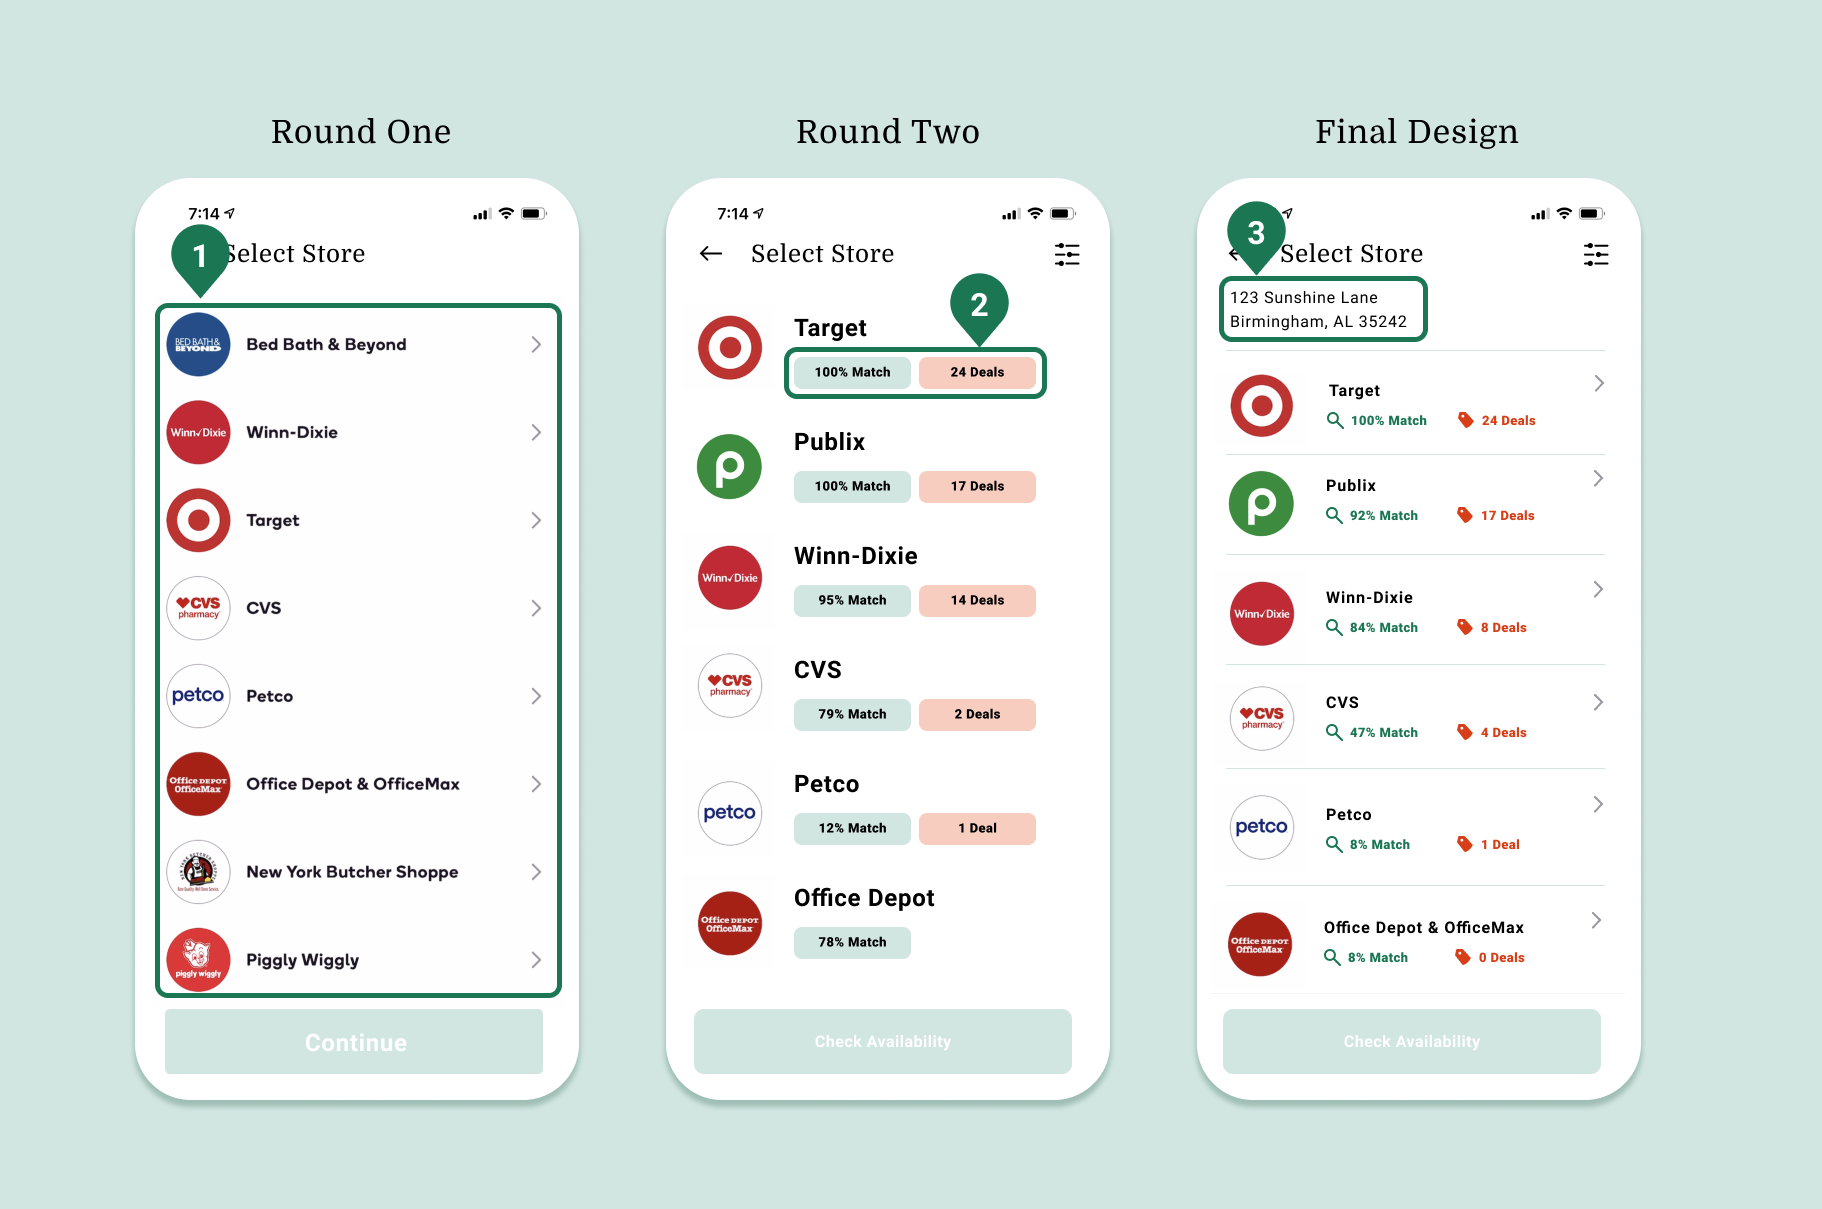 Round One
7:14
1
Select Store
BED BATH &
BEYOND
Bed Bath & Beyond
Winn✓Dixie
Winn-Dixie
Target
CVS
pharmacy
CVS
petco
Petco
Office DEPOT
OfficeMax
Office Depot & OfficeMax
New York Butcher Shoppe
piggly wiggly
Piggly Wiggly
Continue
Round Two
7:14
Select Store
2
Target
100% Match
24 Deals
Publix
100% Match
17 Deals
Winn✓Dixie
Winn-Dixie
95% Match
14 Deals
CVS
pharmacy
CVS
79% Match
2 Deals
petco
Petco
12% Match
1 Deal
Office DEPOT
OfficeMax
Office Depot
78% Match
Check Availability
Final Design
3
Select Store
123 Sunshine Lane
Birmingham, AL 35242
Target
100% Match
24 Deals
Publix
92% Match
17 Deals
Winn✓Dixie
Winn-Dixie
84% Match
8 Deals
CVS
pharmacy
CVS
47% Match
4 Deals
petco
Petco
8% Match
1 Deal
Office DEPOT
OfficeMax
Office Depot & OfficeMax
8% Match
0 Deals
Check Availability